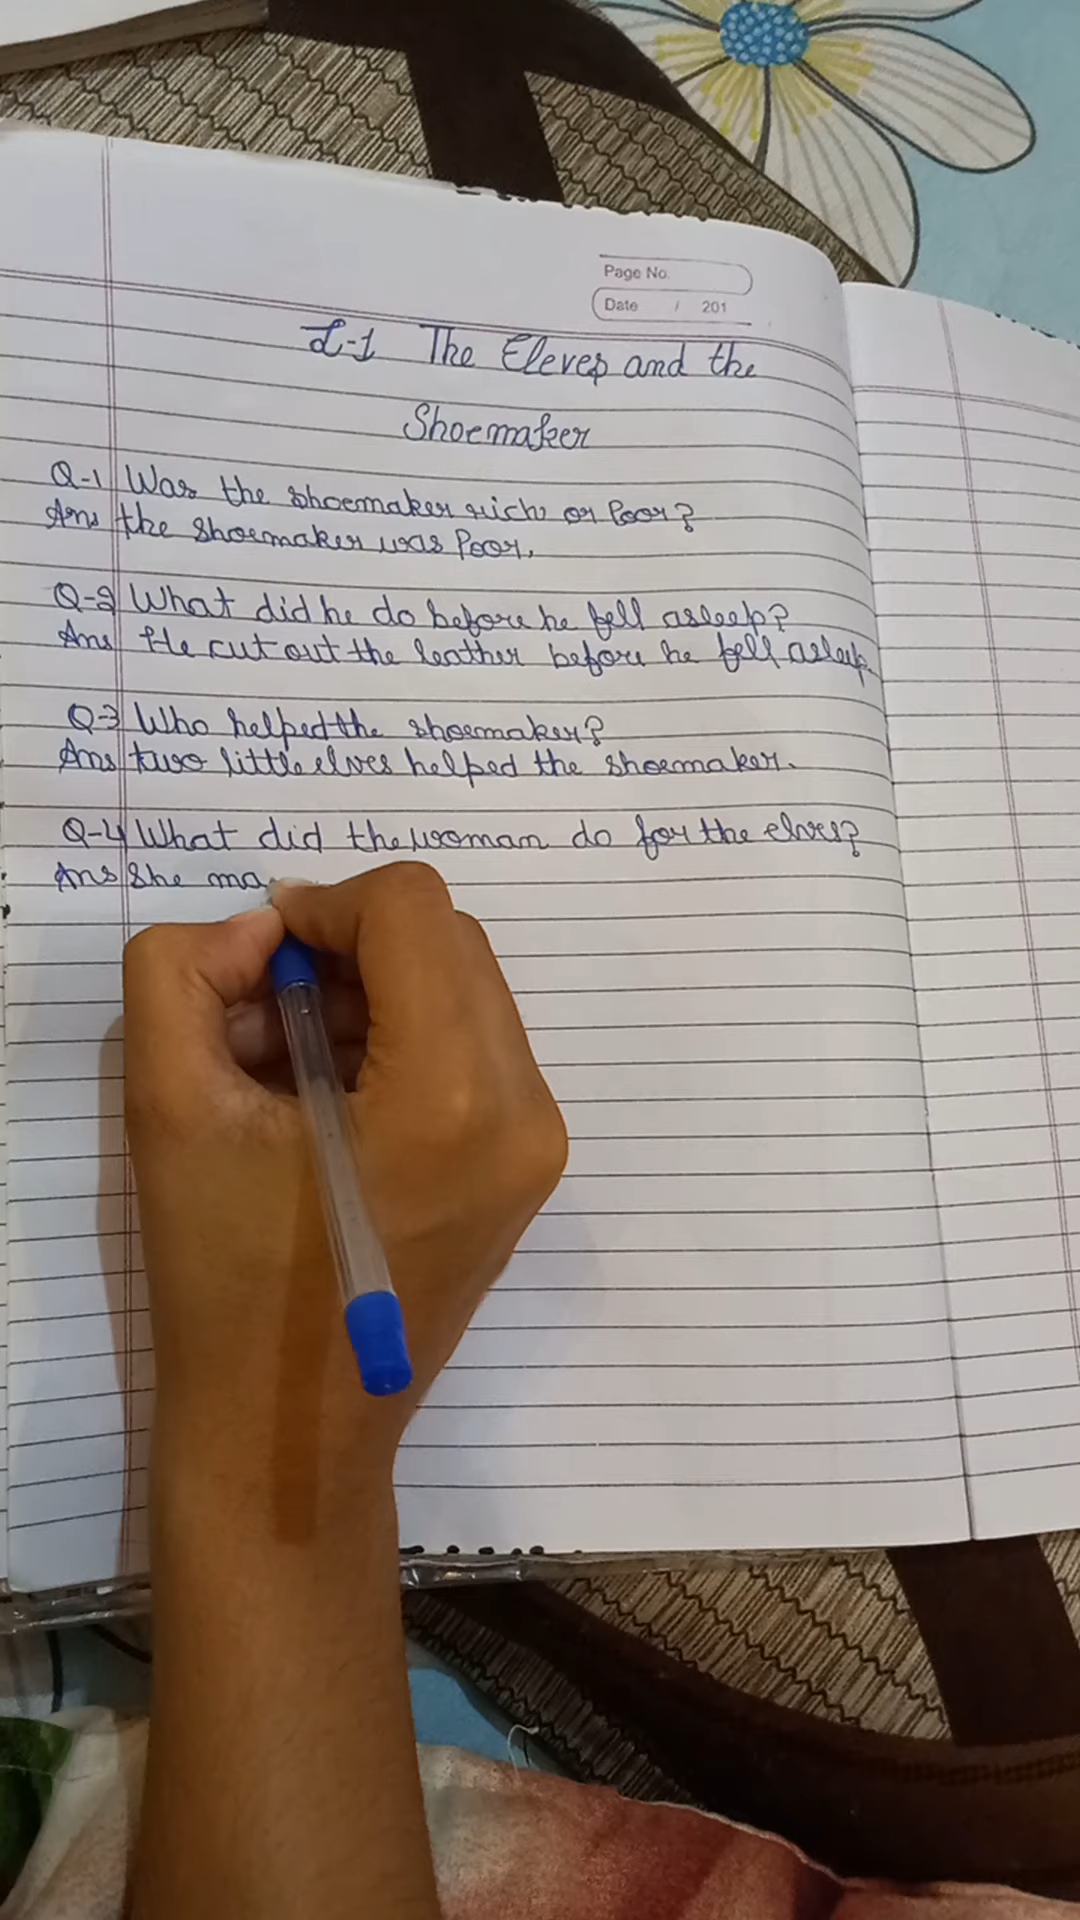 Page No.
Date / 201
L-1 The Eleves and the
Shoemaker
Q-1 Was the shoemaker rich or Poor?
Ans the Shoemaker was Poor.
Q-2 What did he do before he fell asleep?
Ans He cut out the leather before he fell asleep.
Q-3 Who helped the shoemaker?
Ans two little elves helped the shoemaker.
Q-4 What did the woman do for the elves?
Ans She ma